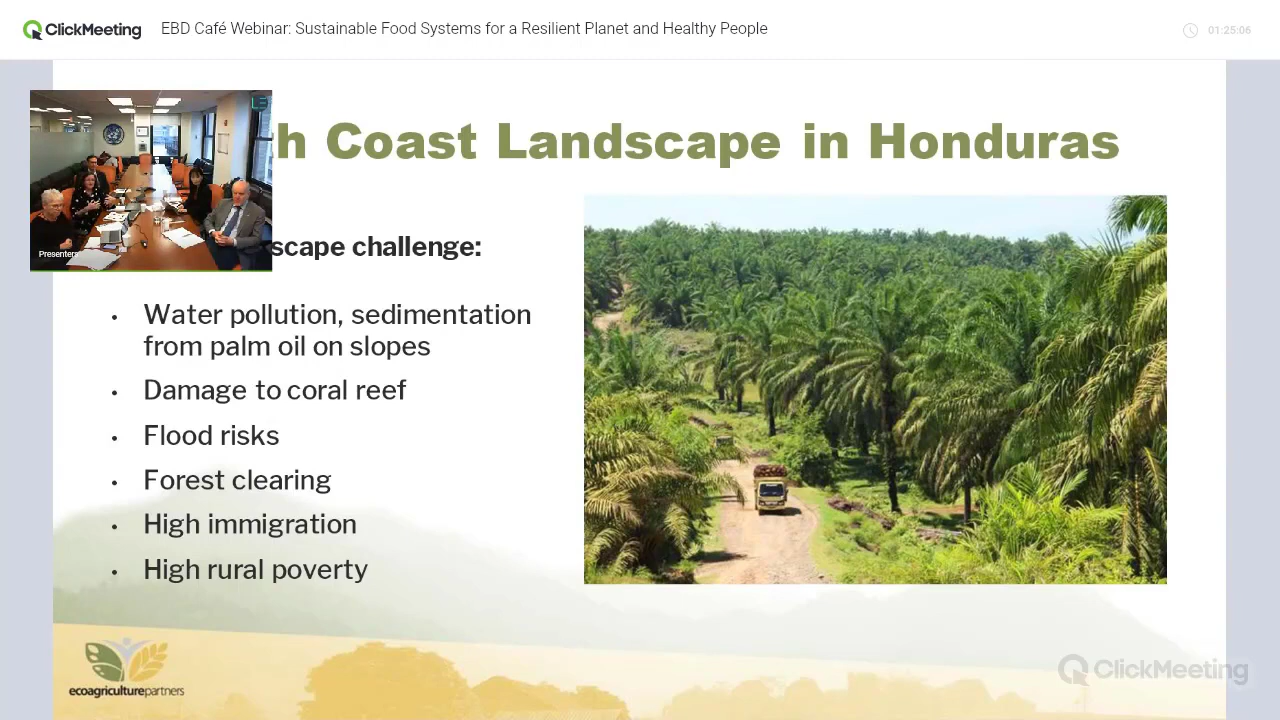 ClickMeeting
EBD Café Webinar: Sustainable Food Systems for a Resilient Planet and Healthy People
01:25:06
h Coast Landscape in Honduras
Presenters
scape challenge:
• Water pollution, sedimentation
from palm oil on slopes
• Damage to coral reef
• Flood risks
• Forest clearing
• High immigration
• High rural poverty
ecoagriculturepartners
ClickMeeting